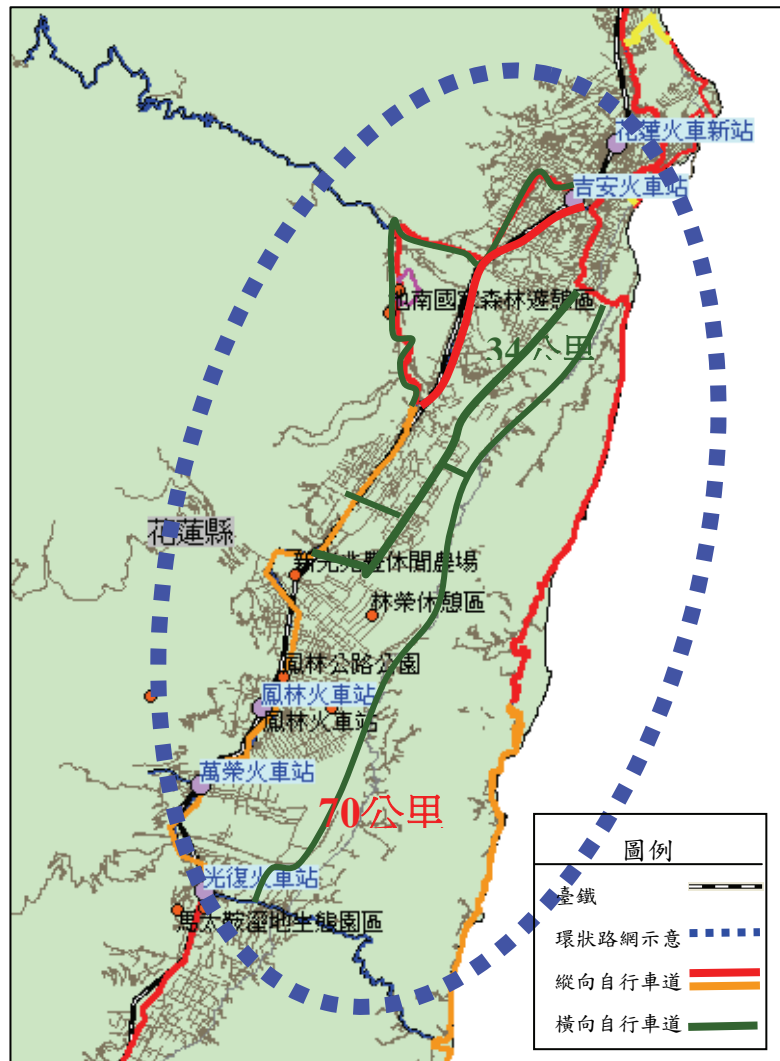 花蓮火車新站
吉安火車站
池南國家森林遊憩區
34公里
花蓮縣
新光兆豐休閒農場
林榮休憩區
鳳林公路公園
鳳林火車站
鳳林火車站
萬榮火車站
70公里
光復火車站
馬太鞍溼地生態園區
圖例
臺鐵
環狀路網示意
縱向自行車道
橫向自行車道